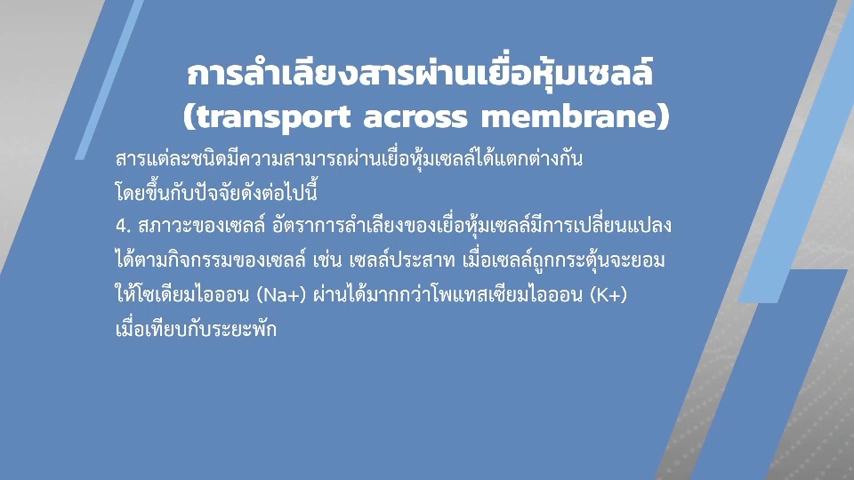 การลำเลียงสารผ่านเยื่อหุ้มเซลล์
(transport across membrane)
สารแต่ละชนิดมีความสามารถผ่านเยื่อหุ้มเซลล์ได้แตกต่างกัน
โดยขึ้นกับปัจจัยดังต่อไปนี้
4. สภาวะของเซลล์ อัตราการลำเลียงของเยื่อหุ้มเซลล์มีการเปลี่ยนแปลง
ได้ตามกิจกรรมของเซลล์ เช่น เซลล์ประสาท เมื่อเซลล์ถูกกระตุ้นจะยอม
ให้โซเดียมไอออน (Na+) ผ่านได้มากกว่าโพแทสเซียมไอออน (K+)
เมื่อเทียบกับระยะพัก